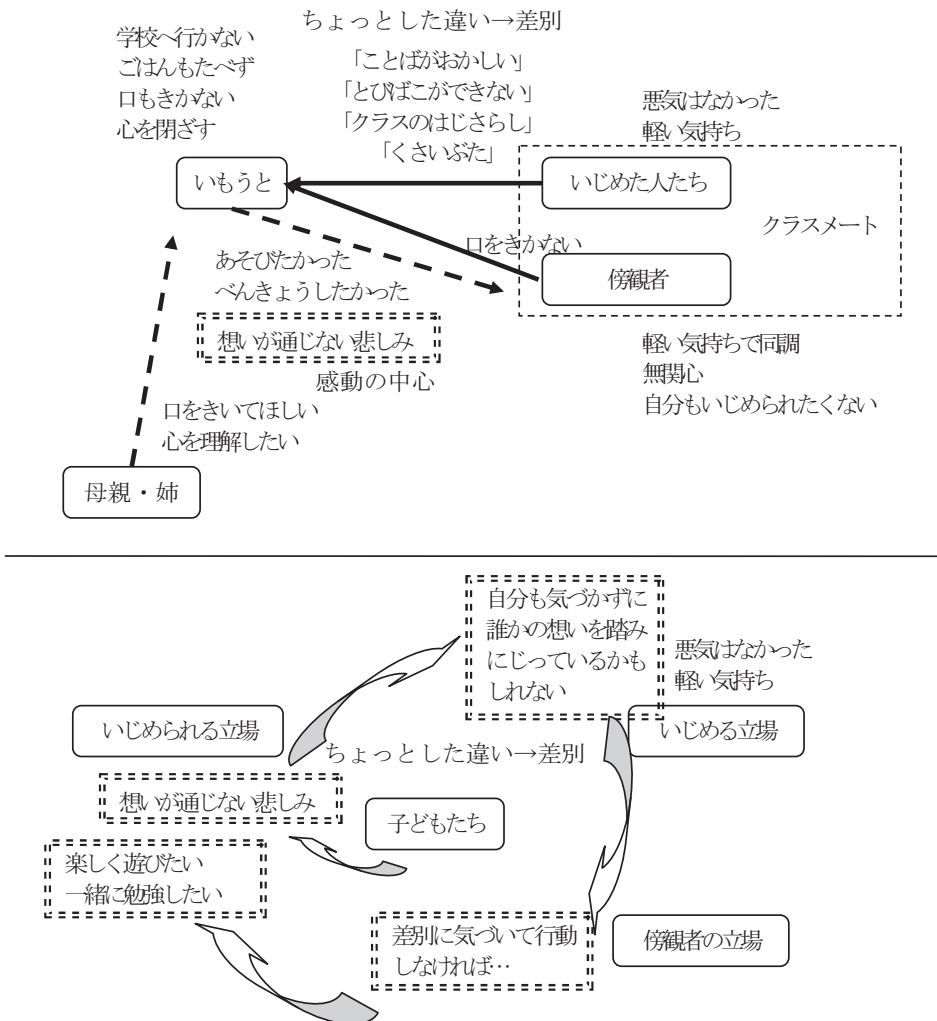 ちょっとした違い→差別
学校へ行かない
ごはんもたべず
口もきかない
心を閉ざす
「ことばがおかしい」
「とびばこができない」
「クラスのはじさらし」
「くさいぶた」
悪気はなかった
軽い気持ち
いもうと
いじめた人たち
クラスメート
口をきかない
傍観者
あそびたかった
べんきょうしたかった
想いが通じない悲しみ
感動の中心
軽い気持ちで同調
無関心
自分もいじめられたくない
口をきいてほしい
心を理解したい
母親・姉
自分も気づかずに
誰かの想いを踏み
にじっているかも
しれない
悪気はなかった
軽い気持ち
いじめられる立場
いじめる立場
ちょっとした違い→差別
想いが通じない悲しみ
子どもたち
楽しく遊びたい
一緒に勉強したい
差別に気づいて行動
しなければ…
傍観者の立場